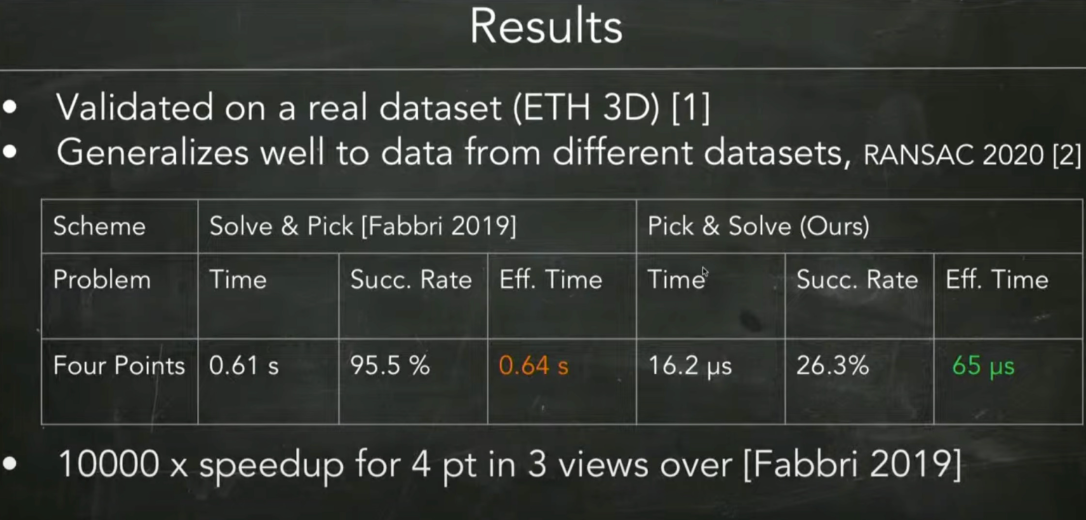 Results
• Validated on a real dataset (ETH 3D) [1]
• Generalizes well to data from different datasets, RANSAC 2020 [2]
Scheme Solve & Pick [Fabbri 2019] Pick & Solve (Ours)
Problem Time Succ. Rate Eff. Time Time Succ. Rate Eff. Time
Four Points 0.61 s 95.5 % 0.64 s 16.2 μs 26.3% 65 μs
• 10000 x speedup for 4 pt in 3 views over [Fabbri 2019]